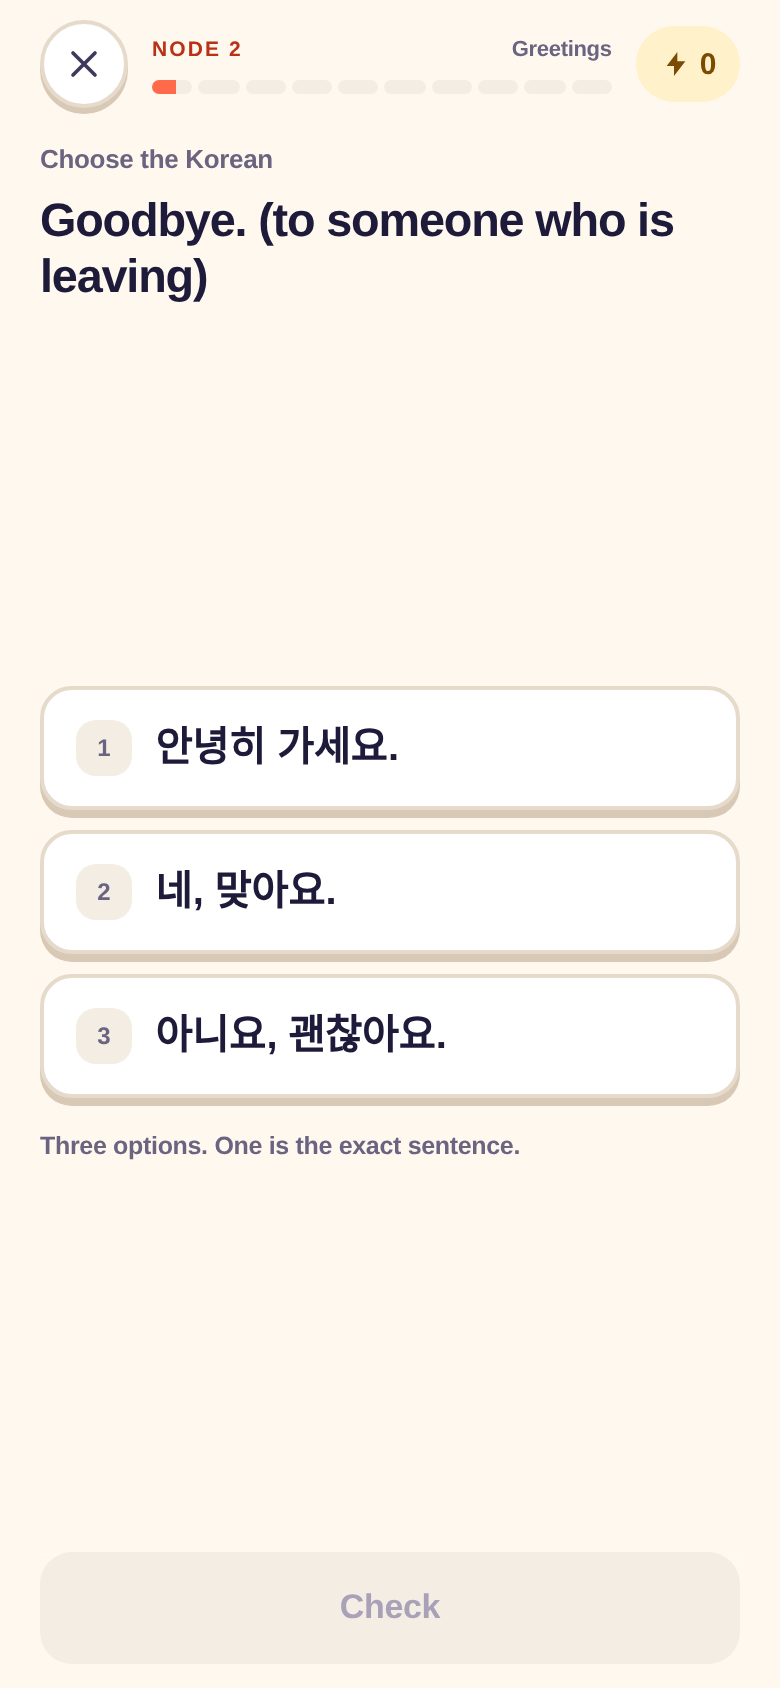 NODE 2
Greetings
0
Choose the Korean
Goodbye. (to someone who is
leaving)
1 안녕히 가세요.
2 네, 맞아요.
3 아니요, 괜찮아요.
Three options. One is the exact sentence.
Check